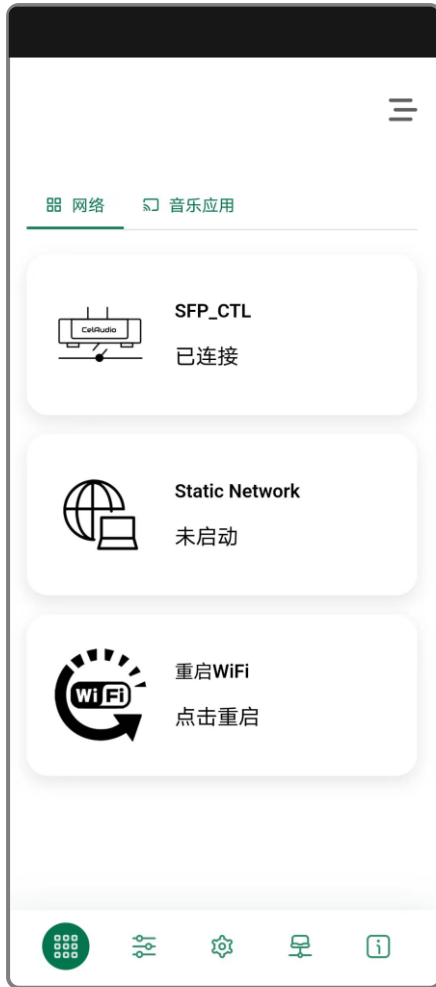 网络
音乐应用
SFP_CTL
CelAudio
已连接
Static Network
未启动
重启WiFi
WiFi
点击重启